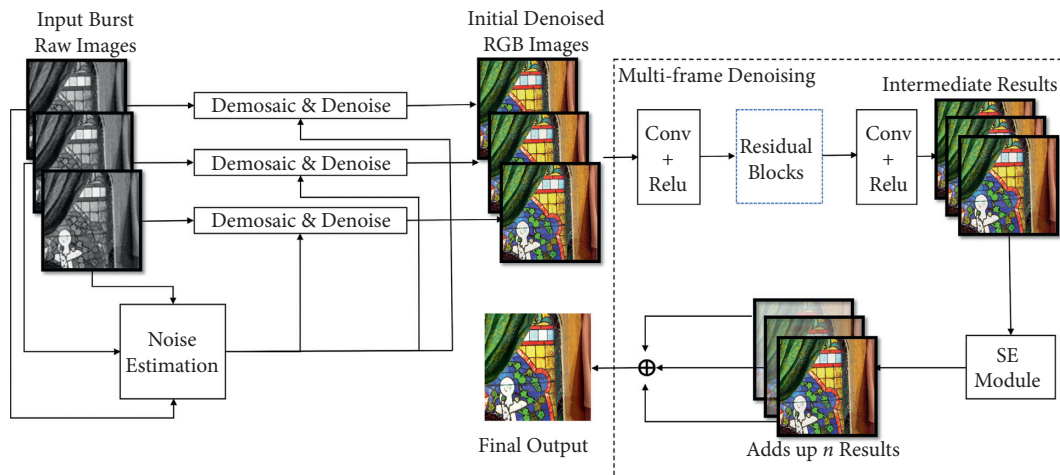 Input Burst
Raw Images
Initial Denoised
RGB Images
Demosaic & Denoise
Demosaic & Denoise
Demosaic & Denoise
Noise
Estimation
Multi-frame Denoising
Conv
+
Relu
Residual
Blocks
Conv
+
Relu
Intermediate Results
SE
Module
Adds up n Results
Final Output